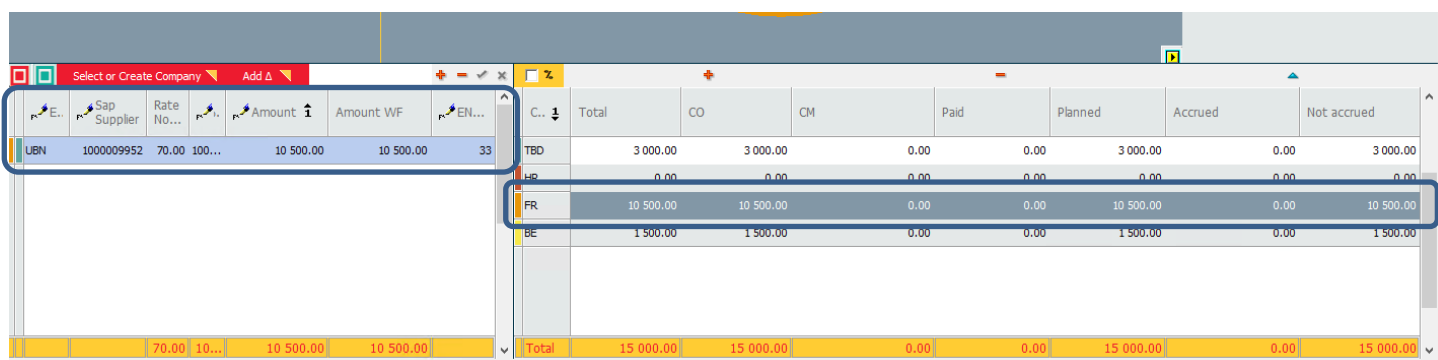 Select or Create Company Add Δ %
E.. Sap Supplier Rate No... . Amount 1 Amount WF EN... C.. 1 Total CO CM Paid Planned Accrued Not accrued
UBN 1000009952 70.00 100... 10 500.00 10 500.00 33 TBD 3 000.00 3 000.00 0.00 0.00 3 000.00 0.00 3 000.00
HR 0.00 0.00 0.00 0.00 0.00 0.00 0.00
FR 10 500.00 10 500.00 0.00 0.00 10 500.00 0.00 10 500.00
BE 1 500.00 1 500.00 0.00 0.00 1 500.00 0.00 1 500.00
70.00 10... 10 500.00 10 500.00 Total 15 000.00 15 000.00 0.00 0.00 15 000.00 0.00 15 000.00